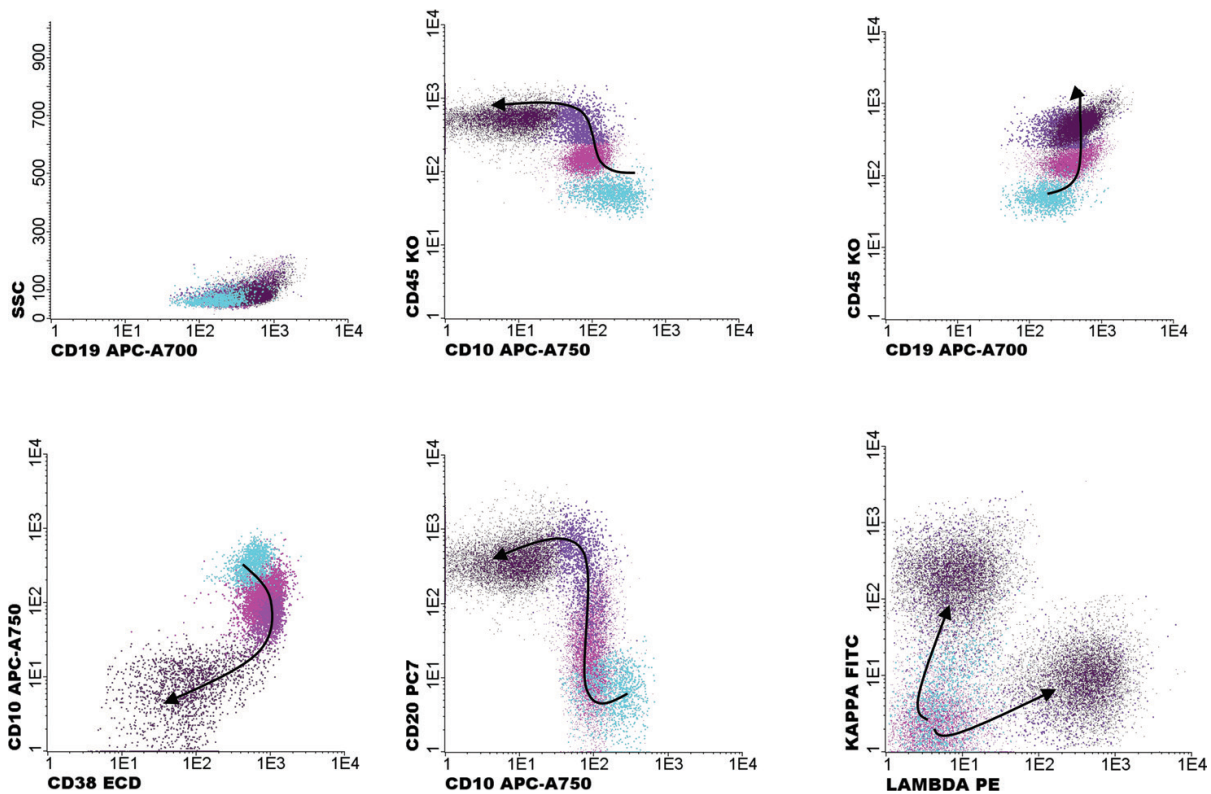 900
700
500
300
100
0
SSC
1 1E1 1E2 1E3 1E4
CD19 APC-A700
1E4
1E3
1E2
1E1
1
CD45 KO
1 1E1 1E2 1E3 1E4
CD10 APC-A750
1E4
1E3
1E2
1E1
1
CD45 KO
1 1E1 1E2 1E3 1E4
CD19 APC-A700
1E4
1E3
1E2
1E1
1
CD10 APC-A750
1 1E1 1E2 1E3 1E4
CD38 ECD
1E4
1E3
1E2
1E1
1
CD20 PC7
1 1E1 1E2 1E3 1E4
CD10 APC-A750
1E4
1E3
1E2
1E1
1
KAPPA FITC
1 1E1 1E2 1E3 1E4
LAMBDA PE